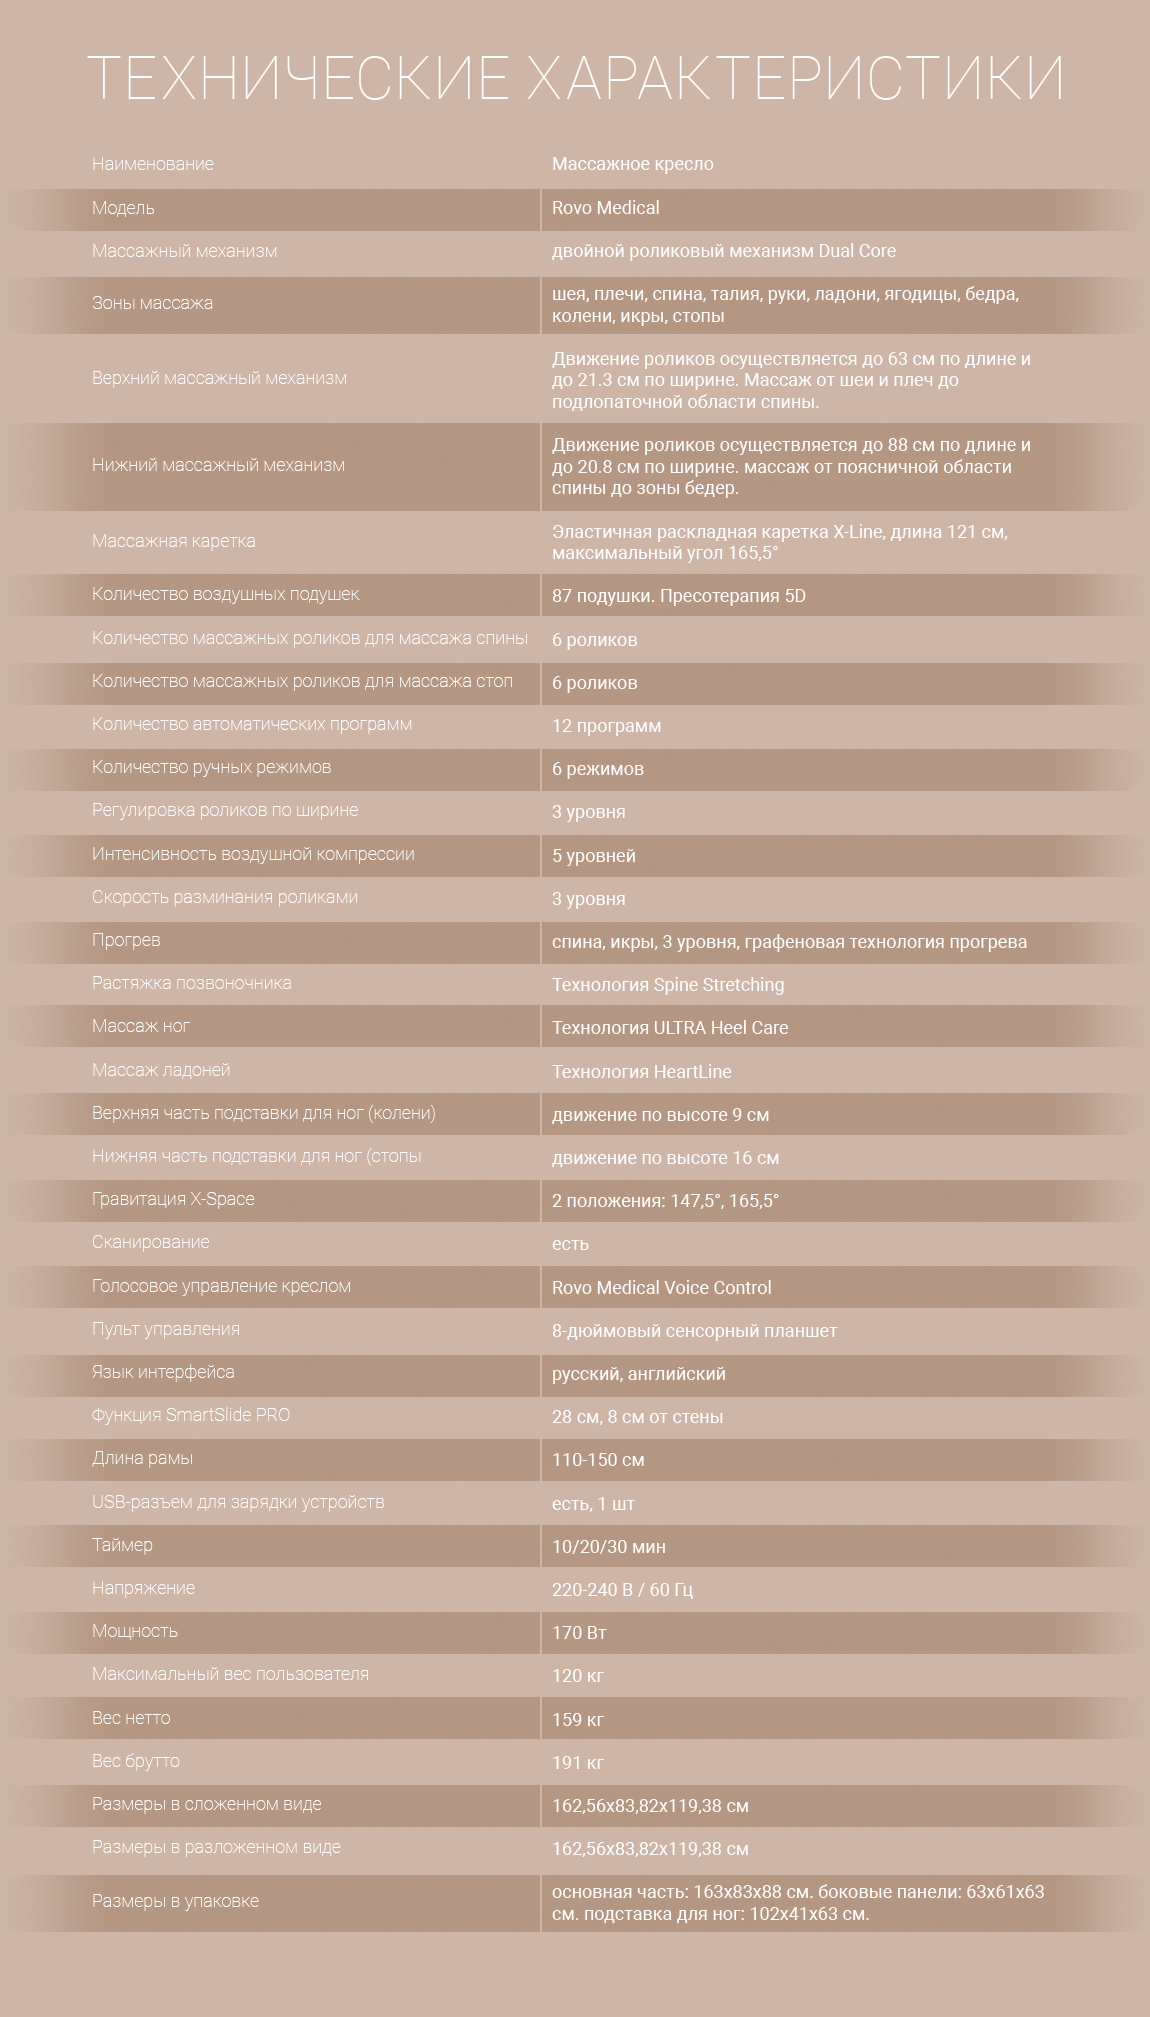 ТЕХНИЧЕСКИЕ ХАРАКТЕРИСТИКИ
Наименование Массажное кресло
Модель Rovo Medical
Массажный механизм двойной роликовый механизм Dual Core
Зоны массажа шея, плечи, спина, талия, руки, ладони, ягодицы, бедра,
колени, икры, стопы
Верхний массажный механизм Движение роликов осуществляется до 63 см по длине и
до 21.3 см по ширине. Массаж от шеи и плеч до
подлопаточной области спины.
Нижний массажный механизм Движение роликов осуществляется до 88 см по длине и
до 20.8 см по ширине. массаж от поясничной области
спины до зоны бедер.
Массажная каретка Эластичная раскладная каретка X-Line, длина 121 см,
максимальный угол 165,5°
Количество воздушных подушек 87 подушки. Пресотерапия 5D
Количество массажных роликов для массажа спины 6 роликов
Количество массажных роликов для массажа стоп 6 роликов
Количество автоматических программ 12 программ
Количество ручных режимов 6 режимов
Регулировка роликов по ширине 3 уровня
Интенсивность воздушной компрессии 5 уровней
Скорость разминания роликами 3 уровня
Прогрев спина, икры, 3 уровня, графеновая технология прогрева
Растяжка позвоночника Технология Spine Stretching
Массаж ног Технология ULTRA Heel Care
Массаж ладоней Технология HeartLine
Верхняя часть подставки для ног (колени) движение по высоте 9 см
Нижняя часть подставки для ног (стопы движение по высоте 16 см
Гравитация X-Space 2 положения: 147,5°, 165,5°
Сканирование есть
Голосовое управление креслом Rovo Medical Voice Control
Пульт управления 8-дюймовый сенсорный планшет
Язык интерфейса русский, английский
Функция SmartSlide PRO 28 см, 8 см от стены
Длина рамы 110-150 см
USB-разъем для зарядки устройств есть, 1 шт
Таймер 10/20/30 мин
Напряжение 220-240 В / 60 Гц
Мощность 170 Вт
Максимальный вес пользователя 120 кг
Вес нетто 159 кг
Вес брутто 191 кг
Размеры в сложенном виде 162,56x83,82x119,38 см
Размеры в разложенном виде 162,56x83,82x119,38 см
Размеры в упаковке основная часть: 163x83x88 см. боковые панели: 63x61x63
см. подставка для ног: 102x41x63 см.